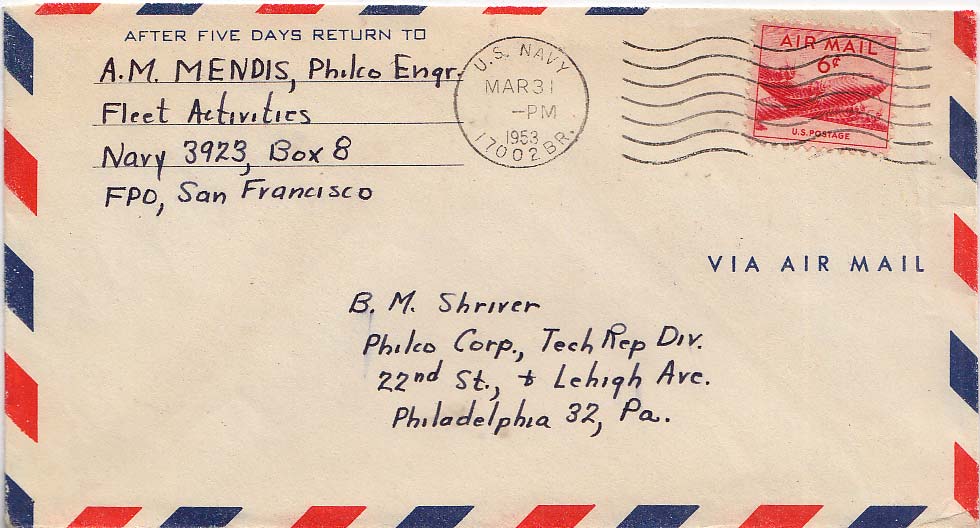 AFTER FIVE DAYS RETURN TO
A.M. MENDIS, Philco Engr.
Fleet Activities
Navy 3923, Box 8
FPO, San Francisco
U.S. NAVY
MAR 31
-PM
1953
17002 BR.
AIR MAIL
6¢
U.S. POSTAGE
VIA AIR MAIL
B. M. Shriver
Philco Corp., Tech Rep Div.
22nd St., & Lehigh Ave.
Philadelphia 32, Pa.